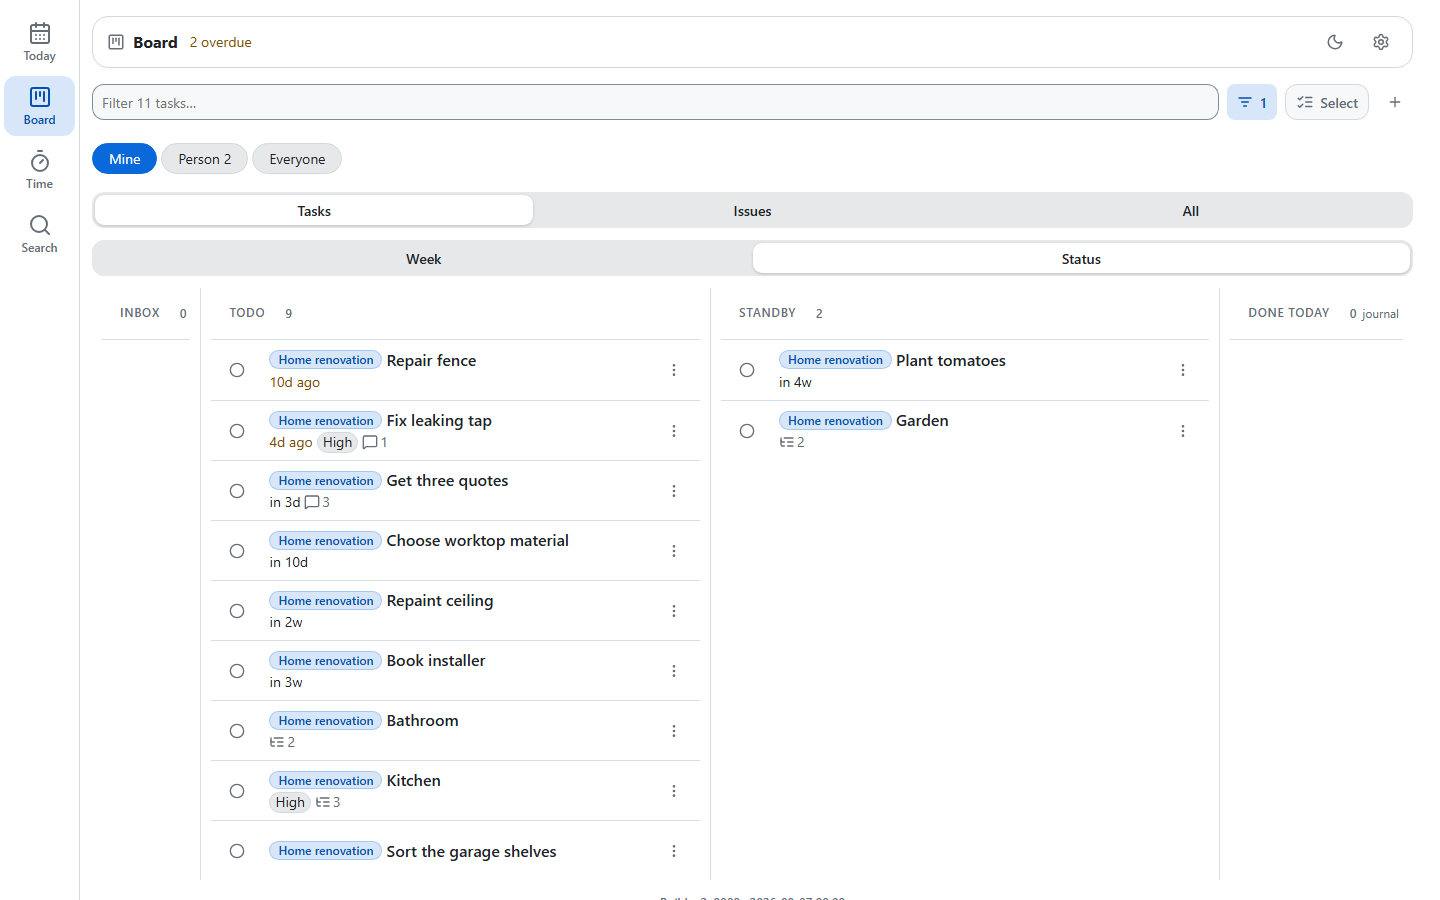 Today
Board
Time
Search
Board 2 overdue
Filter 11 tasks...
1
Select
Mine
Person 2
Everyone
Tasks
Issues
All
Week
Status
INBOX 0
TODO 9
Home renovation Repair fence
10d ago
Home renovation Fix leaking tap
4d ago High 1
Home renovation Get three quotes
in 3d 3
Home renovation Choose worktop material
in 10d
Home renovation Repaint ceiling
in 2w
Home renovation Book installer
in 3w
Home renovation Bathroom
2
Home renovation Kitchen
High 3
Home renovation Sort the garage shelves
STANDBY 2
Home renovation Plant tomatoes
in 4w
Home renovation Garden
2
DONE TODAY 0 journal